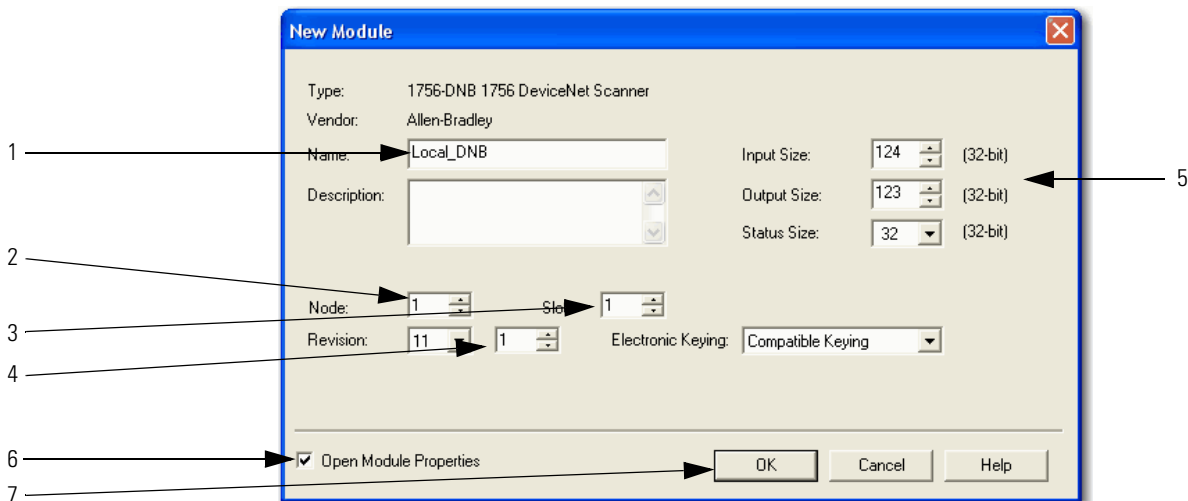 New Module
Type: 1756-DNB 1756 DeviceNet Scanner
Vendor: Allen-Bradley
1 Name: Local_DNB Input Size: 124 (32-bit)
5
Description: Output Size: 123 (32-bit)
Status Size: 32 (32-bit)
2
Node: 1 Slo 1
3
Revision: 11 1 Electronic Keying: Compatible Keying
4
6 Open Module Properties OK Cancel Help
7